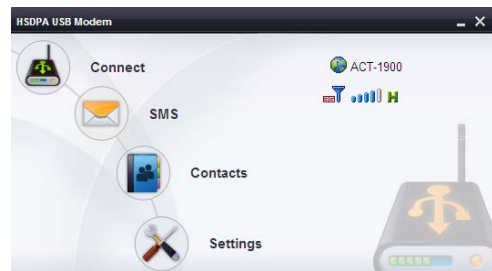 HSDPA USB Modem
Connect
ACT-1900
H
SMS
Contacts
Settings